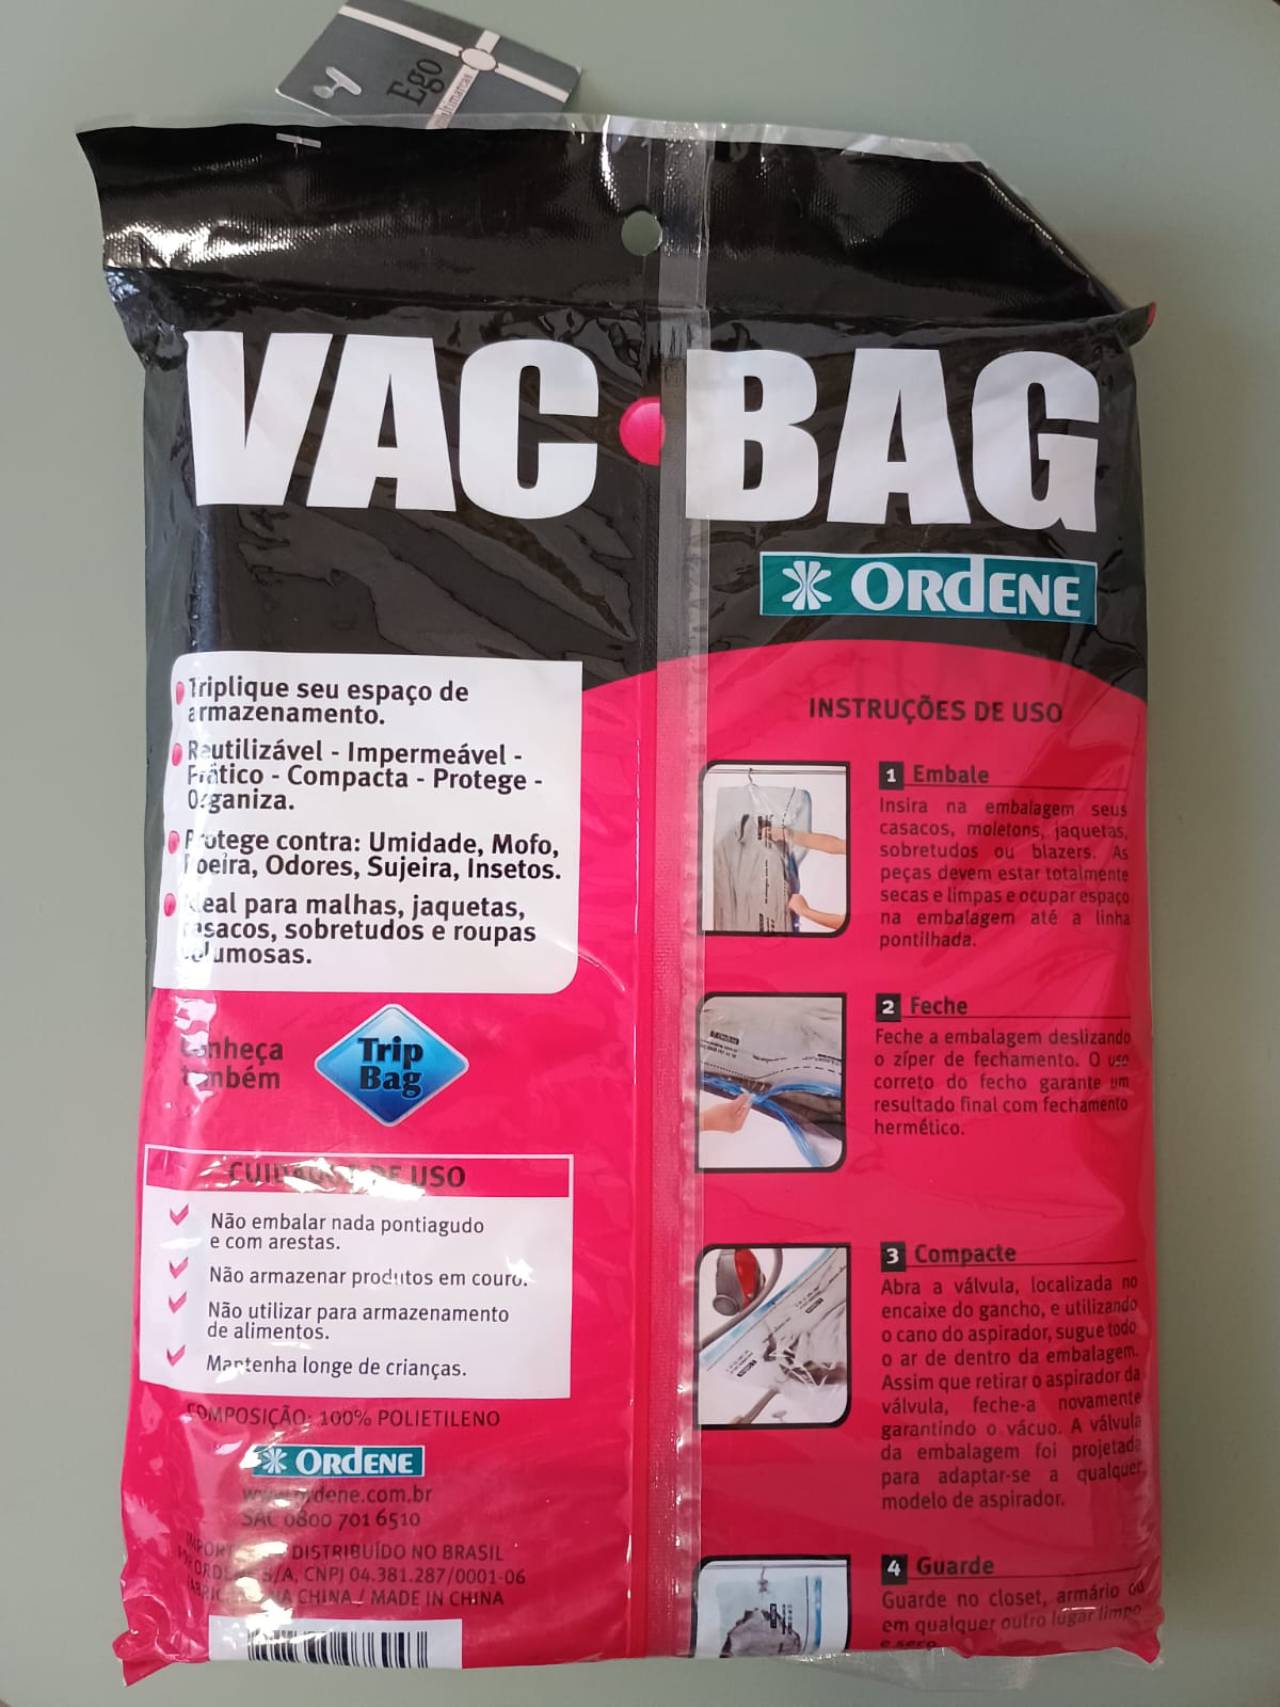 Ego
VAC BAG
ORdENE
Triplique seu espaço de
armazenamento.
Reutilizável - Impermeável -
Prático - Compacta - Protege -
Organiza.
Protege contra: Umidade, Mofo,
Poeira, Odores, Sujeira, Insetos.
Ideal para malhas, jaquetas,
casacos, sobretudos e roupas
volumosas.
Conheça
também
Trip
Bag
CUIDADOS DE USO
Não embalar nada pontiagudo
e com arestas.
Não armazenar produtos em couro.
Não utilizar para armazenamento
de alimentos.
Mantenha longe de crianças.
COMPOSIÇÃO: 100% POLIETILENO
ORdENE
www.ordene.com.br
SAC 0800 701 6510
DISTRIBUÍDO NO BRASIL
S/A, CNPJ 04.381.287/0001-06
NA CHINA / MADE IN CHINA
INSTRUÇÕES DE USO
1 Embale
Insira na embalagem seus
casacos, moletons, jaquetas,
sobretudos ou blazers. As
peças devem estar totalmente
secas e limpas e ocupar espaço
na embalagem até a linha
pontilhada.
2 Feche
Feche a embalagem deslizando
o zíper de fechamento. O uso
correto do fecho garante um
resultado final com fechamento
hermético.
3 Compacte
Abra a válvula, localizada no
encaixe do gancho, e utilizando
o cano do aspirador, sugue todo
o ar de dentro da embalagem.
Assim que retirar o aspirador da
válvula, feche-a novamente
garantindo o vácuo. A válvula
da embalagem foi projetada
para adaptar-se a qualquer
modelo de aspirador.
4 Guarde
Guarde no closet, armário ou
em qualquer outro lugar limpo
e seco.